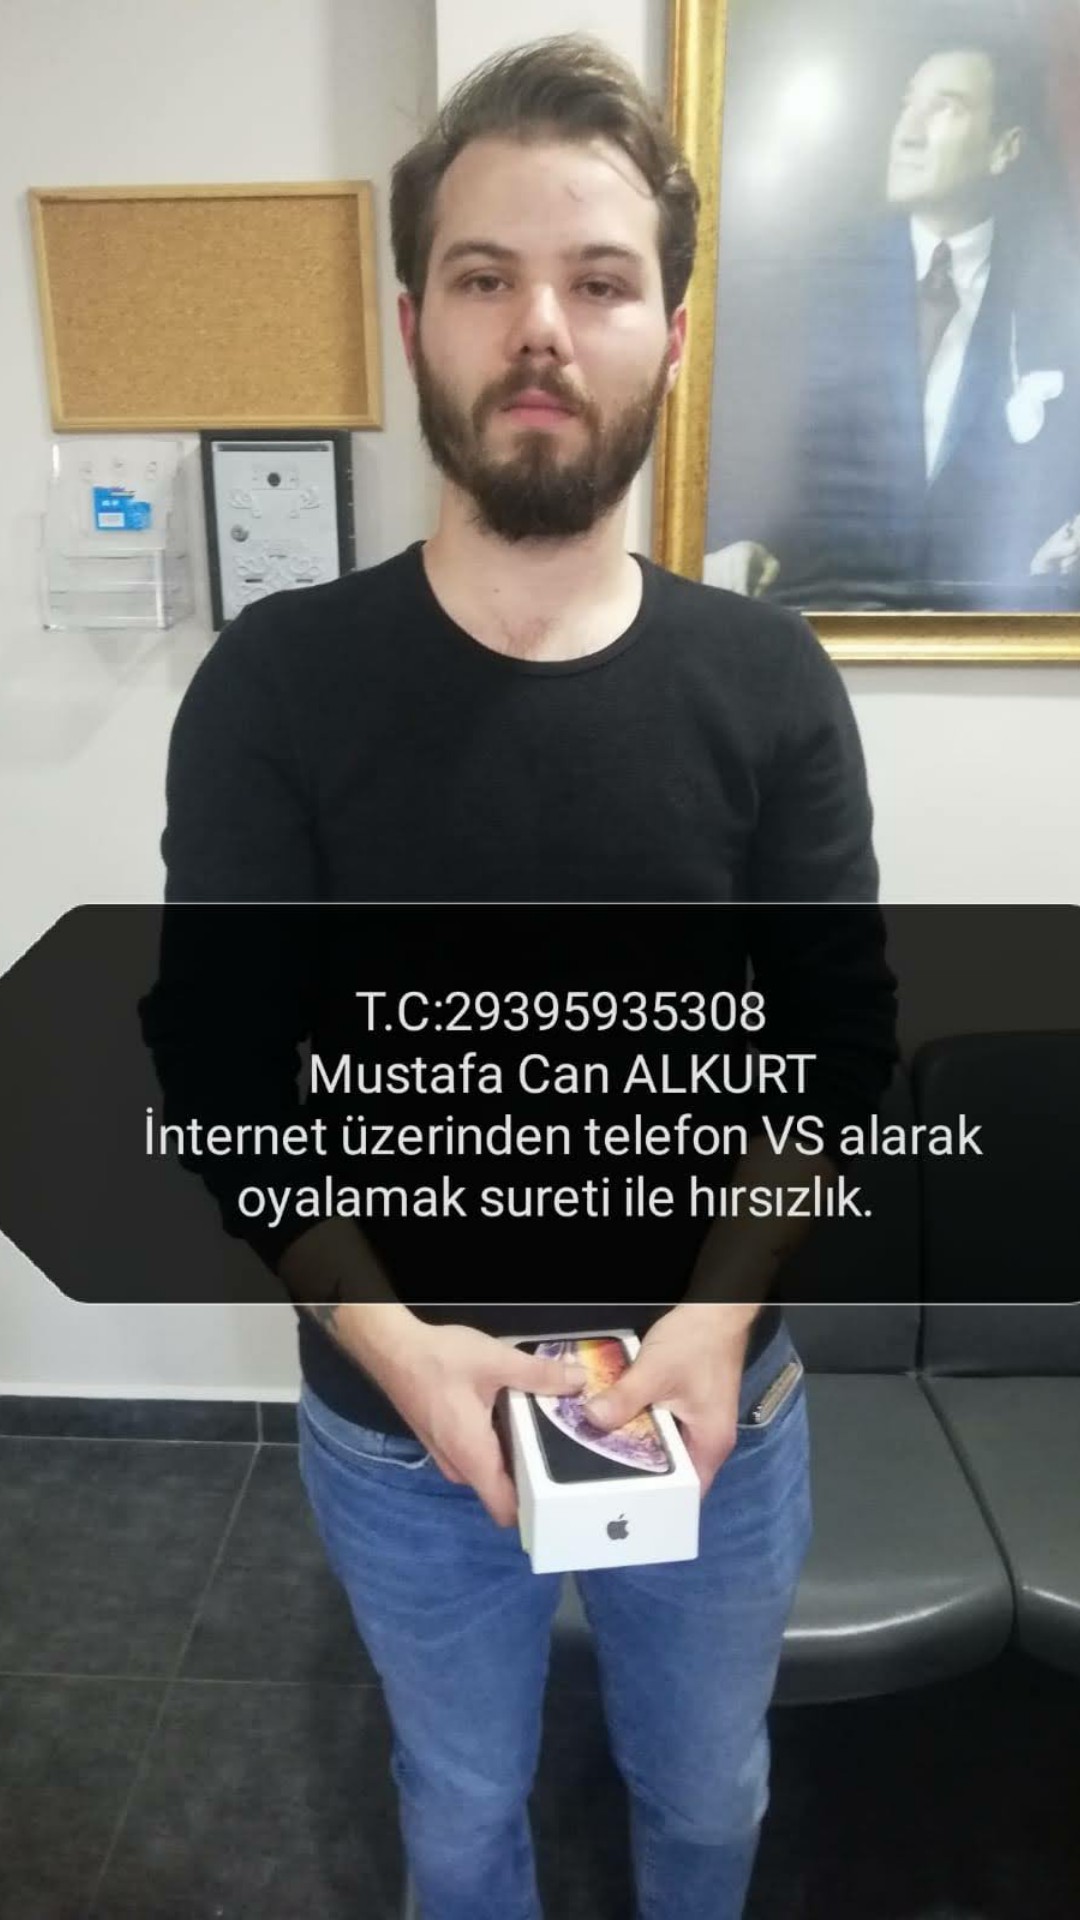 T.C:29395935308
Mustafa Can ALKURT
İnternet üzerinden telefon VS alarak
oyalamak sureti ile hırsızlık.